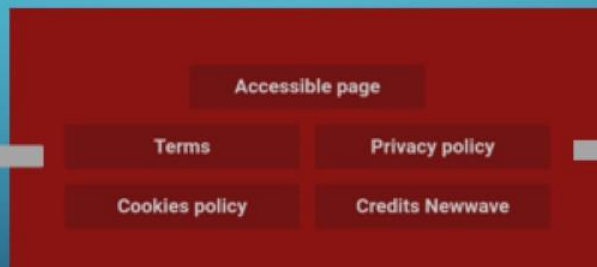 Accessible page
Terms
Privacy policy
Cookies policy
Credits Newwave